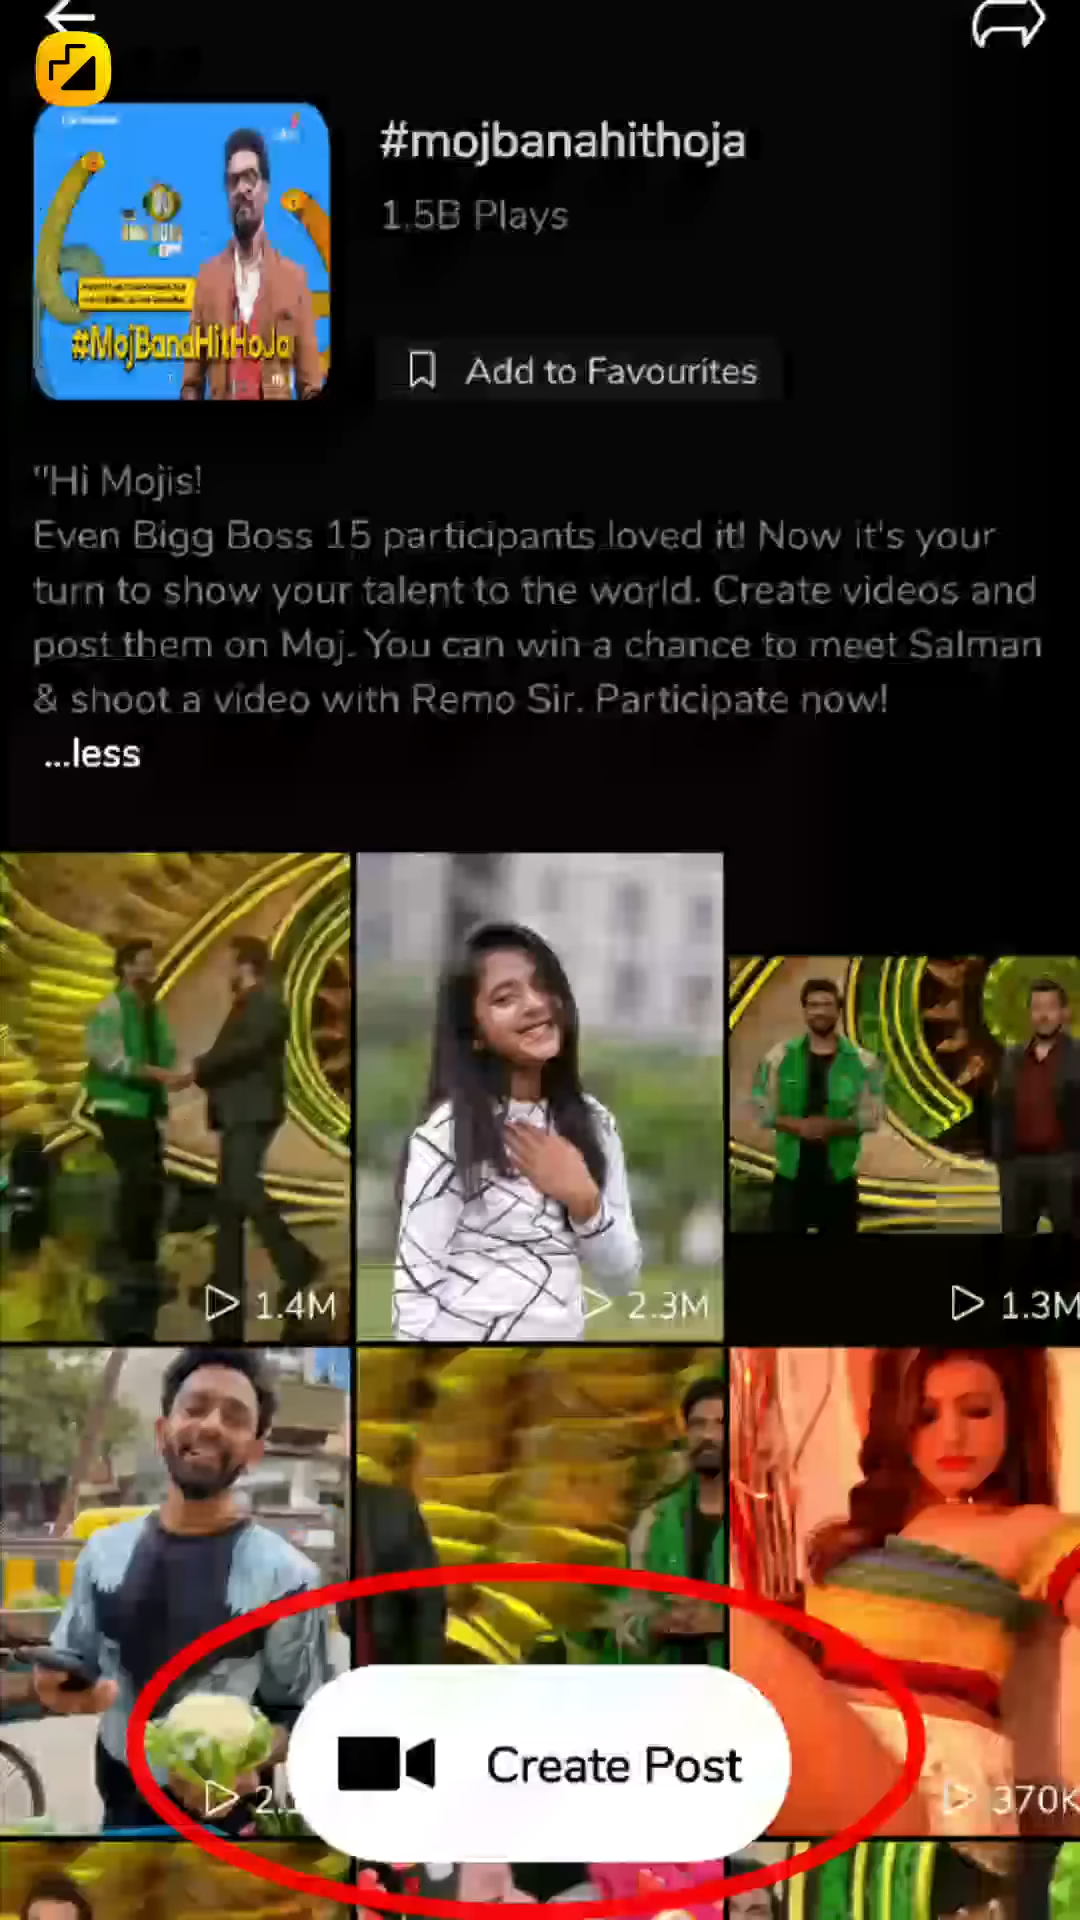 #mojbanahithoja
1.5B Plays
#MojBanaHitHoJa
Add to Favourites
"Hi Mojis!
Even Bigg Boss 15 participants loved it! Now it's your
turn to show your talent to the world. Create videos and
post them on Moj. You can win a chance to meet Salman
& shoot a video with Remo Sir. Participate now!
...less
1.4M
2.3M
1.3M
370K
Create Post